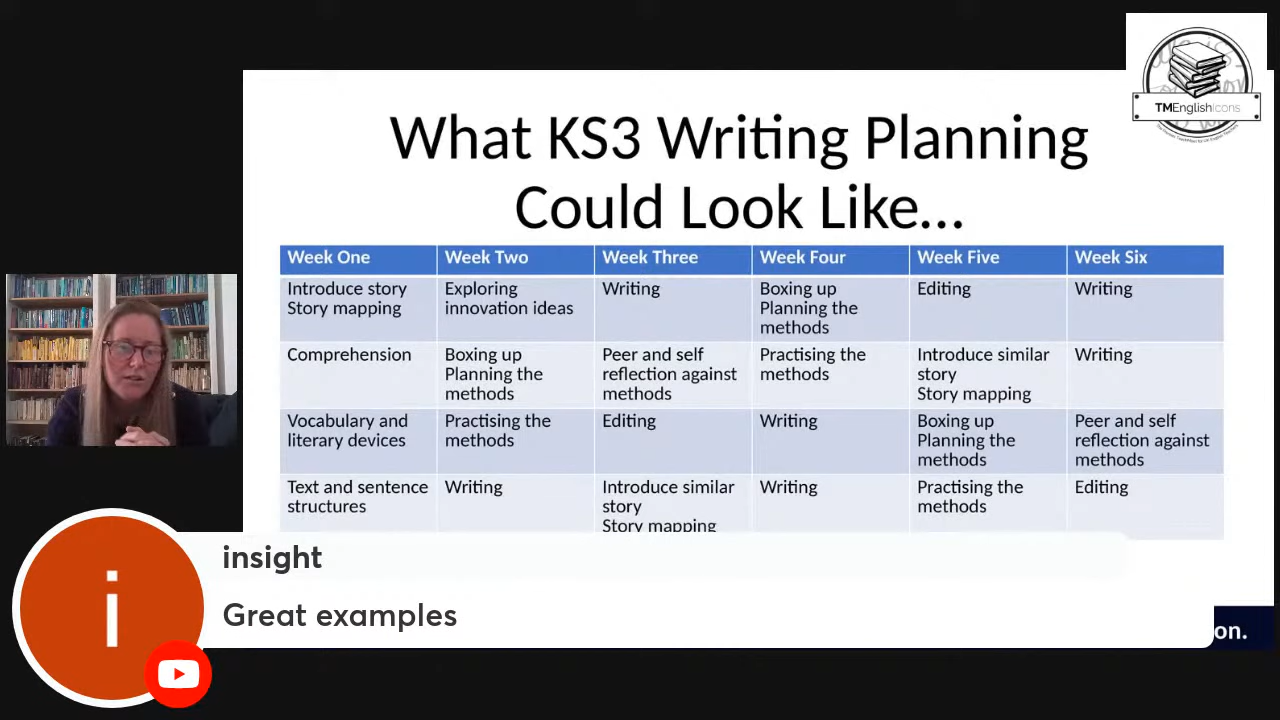 TMEnglishIcons
What KS3 Writing Planning
Could Look Like...
Week One Week Two Week Three Week Four Week Five Week Six
Introduce story
Story mapping
Exploring
innovation ideas
Writing
Boxing up
Planning the
methods
Editing
Writing
Comprehension
Boxing up
Planning the
methods
Peer and self
reflection against
methods
Practising the
methods
Introduce similar
story
Story mapping
Writing
Vocabulary and
literary devices
Practising the
methods
Editing
Writing
Boxing up
Planning the
methods
Peer and self
reflection against
methods
Text and sentence
structures
Writing
Introduce similar
story
Story mapping
Writing
Practising the
methods
Editing
i
insight
Great examples
on.